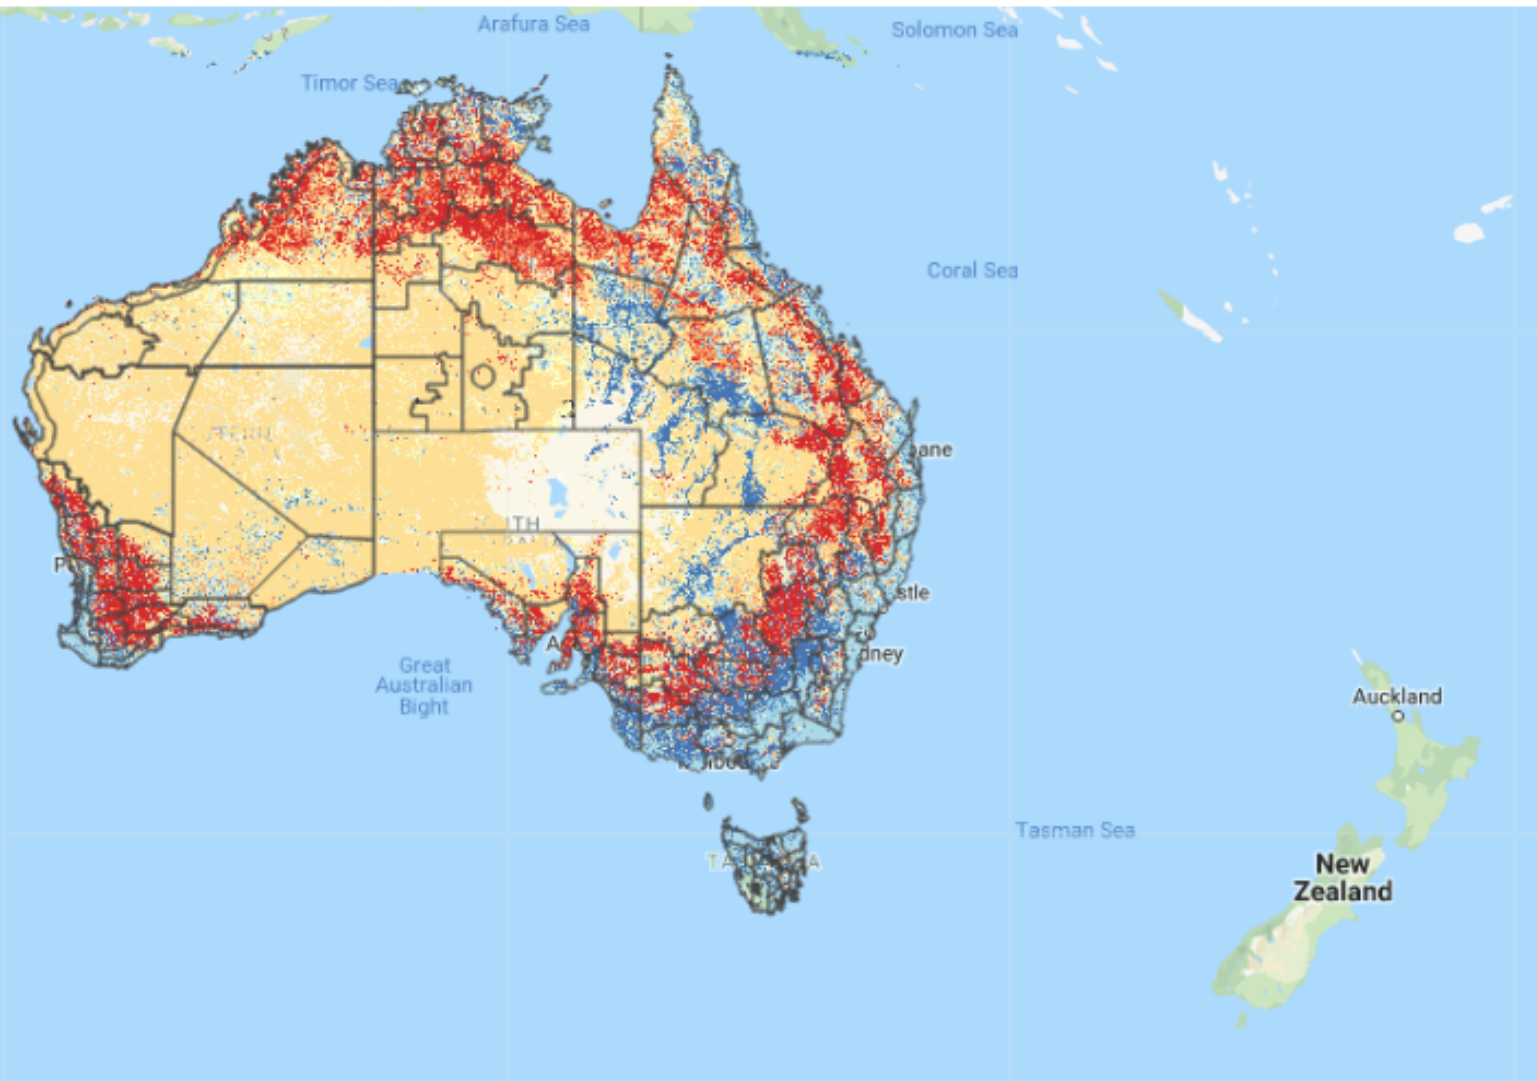 Arafura Sea
Solomon Sea
Timor Sea
Coral Sea
ane
TH
P
stle
A
dney
Great
Australian
Bight
Auckland
Tasman Sea
New
Zealand